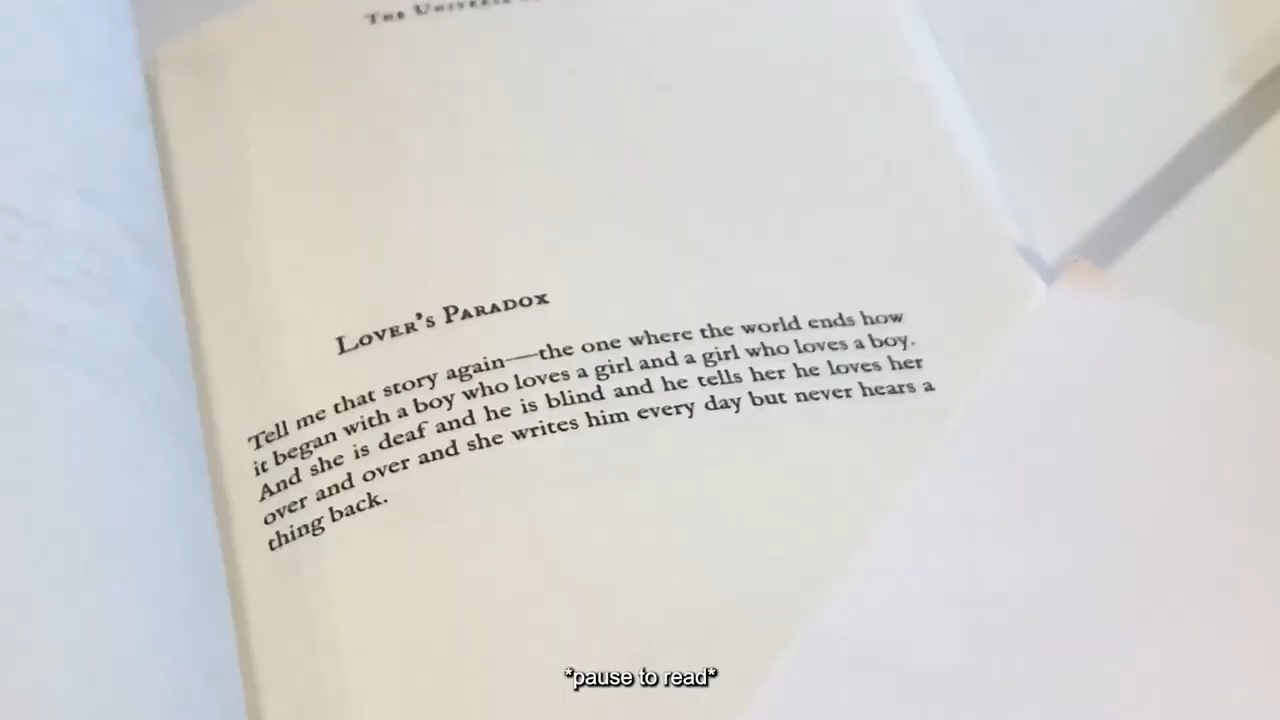 The Universe
Lover's Paradox
Tell me that story again—the one where the world ends how
it began with a boy who loves a girl and a girl who loves a boy.
And she is deaf and he is blind and he tells her he loves her
over and over and she writes him every day but never hears a
thing back.
*pause to read*